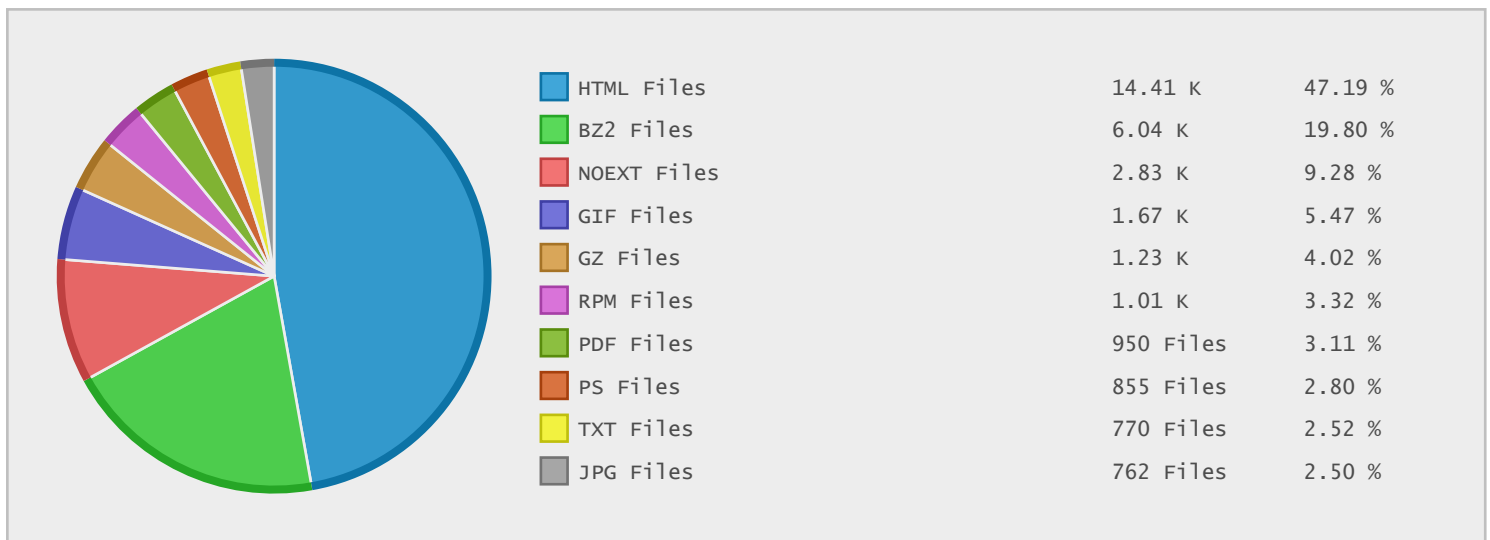 HTML Files 14.41 K 47.19 %
BZ2 Files 6.04 K 19.80 %
NOEXT Files 2.83 K 9.28 %
GIF Files 1.67 K 5.47 %
GZ Files 1.23 K 4.02 %
RPM Files 1.01 K 3.32 %
PDF Files 950 Files 3.11 %
PS Files 855 Files 2.80 %
TXT Files 770 Files 2.52 %
JPG Files 762 Files 2.50 %